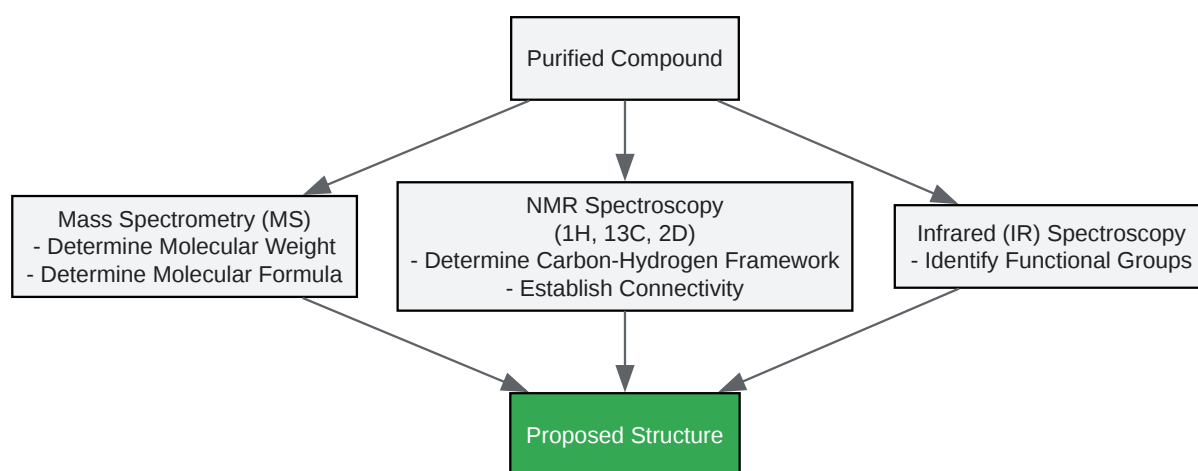 Purified Compound
Mass Spectrometry (MS)
- Determine Molecular Weight
- Determine Molecular Formula
NMR Spectroscopy
(1H, 13C, 2D)
- Determine Carbon-Hydrogen Framework
- Establish Connectivity
Infrared (IR) Spectroscopy
- Identify Functional Groups
Proposed Structure